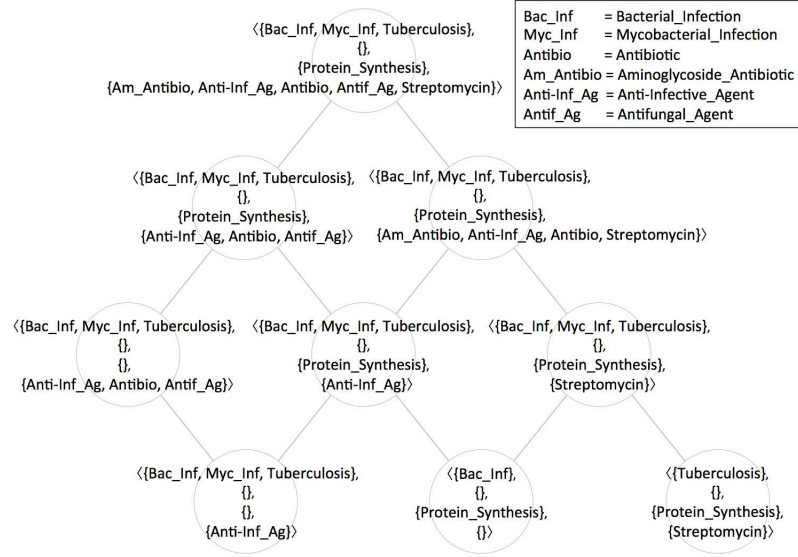 〈{Bac_Inf, Myc_Inf, Tuberculosis},
{},
{Protein_Synthesis},
{Am_Antibio, Anti-Inf_Ag, Antibio, Antif_Ag, Streptomycin}〉
Bac_Inf = Bacterial_Infection
Myc_Inf = Mycobacterial_Infection
Antibio = Antibiotic
Am_Antibio = Aminoglycoside_Antibiotic
Anti-Inf_Ag = Anti-Infective_Agent
Antif_Ag = Antifungal_Agent
〈{Bac_Inf, Myc_Inf, Tuberculosis},
{},
{Protein_Synthesis},
{Anti-Inf_Ag, Antibio, Antif_Ag}〉
〈{Bac_Inf, Myc_Inf, Tuberculosis},
{},
{Protein_Synthesis},
{Am_Antibio, Anti-Inf_Ag, Antibio, Streptomycin}〉
〈{Bac_Inf, Myc_Inf, Tuberculosis},
{},
{},
{Anti-Inf_Ag, Antibio, Antif_Ag}〉
〈{Bac_Inf, Myc_Inf, Tuberculosis},
{},
{Protein_Synthesis},
{Anti-Inf_Ag}〉
〈{Bac_Inf, Myc_Inf, Tuberculosis},
{},
{Protein_Synthesis},
{Streptomycin}〉
〈{Bac_Inf, Myc_Inf, Tuberculosis},
{},
{},
{Anti-Inf_Ag}〉
〈{Bac_Inf},
{},
{Protein_Synthesis},
{}〉
〈{Tuberculosis},
{},
{Protein_Synthesis},
{Streptomycin}〉